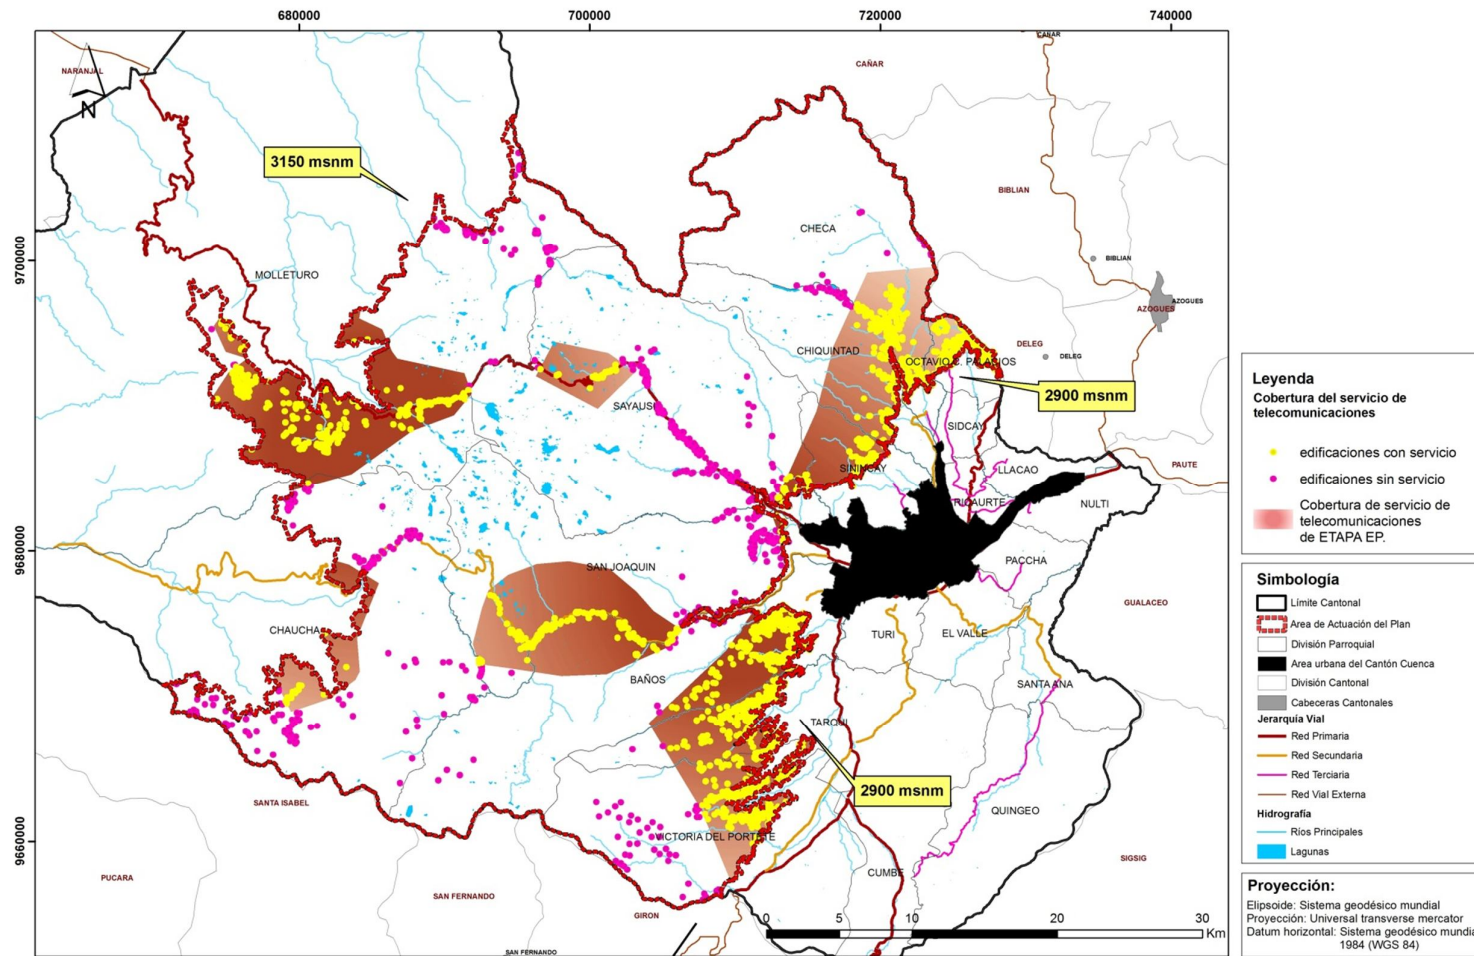 680000
700000
720000
740000
CAÑAR
NARANJAL
CAÑAR
N
3150 msnm
BIBLIAN
CHECA
9700000
MOLLETURO
BIBLIAN
AZOGUES
AZOGUES
DELEG
CHIQUINTAD
DELEG
OCTAVIO C. PALACIOS
2900 msnm
SAYAUSI
SIDCAY
SININCAY
LLACAO
PAUTE
RICAURTE
NULTI
9680000
PACCHA
SAN JOAQUIN
GUALACEO
CHAUCHA
TURI
EL VALLE
BAÑOS
SANTA ANA
TARQUI
2900 msnm
SANTA ISABEL
QUINGEO
9660000
VICTORIA DEL PORTETE
SIGSIG
CUMBE
PUCARA
SAN FERNANDO
GIRON
0
5
10
20
30
Km
SAN FERNANDO
Leyenda
Cobertura del servicio de
telecomunicaciones
edificaciones con servicio
edificaiones sin servicio
Cobertura de servicio de
telecomunicaciones
de ETAPA EP.
Simbología
Límite Cantonal
Area de Actuación del Plan
División Parroquial
Area urbana del Cantón Cuenca
División Cantonal
Cabeceras Cantonales
Jerarquía Vial
Red Primaria
Red Secundaria
Red Terciaria
Red Vial Externa
Hidrografía
Ríos Principales
Lagunas
Proyección:
Elipsoide: Sistema geodésico mundial
Proyección: Universal transverse mercator
Datum horizontal: Sistema geodésico mundia
1984 (WGS 84)